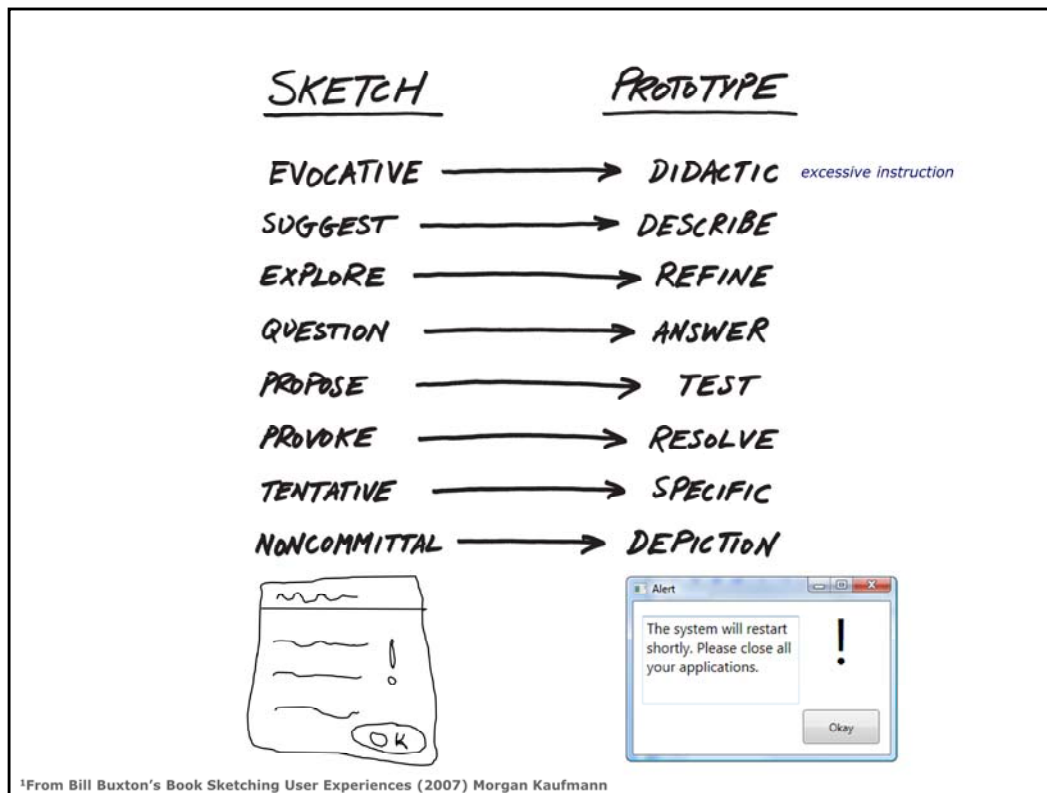 SKETCH PROTOTYPE
EVOCATIVE DIDACTIC excessive instruction
SUGGEST DESCRIBE
EXPLORE REFINE
QUESTION ANSWER
PROPOSE TEST
PROVOKE RESOLVE
TENTATIVE SPECIFIC
NONCOMMITTAL DEPICTION
!
OK
Alert
The system will restart
shortly. Please close all
your applications.
!
Okay
¹From Bill Buxton's Book Sketching User Experiences (2007) Morgan Kaufmann